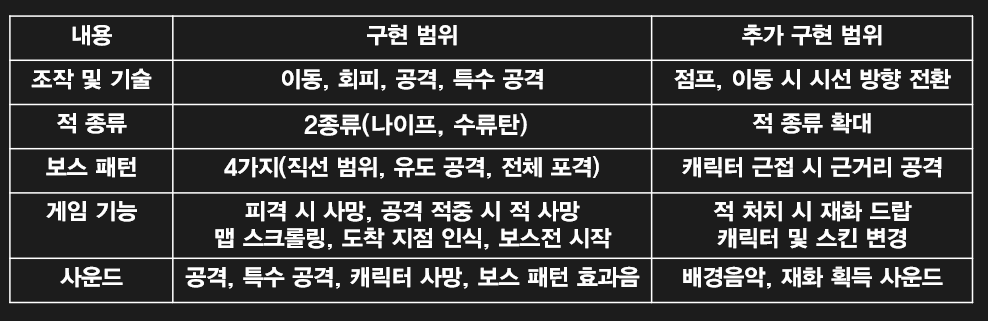 내용 구현 범위 추가 구현 범위
조작 및 기술 이동, 회피, 공격, 특수 공격 점프, 이동 시 시선 방향 전환
적 종류 2종류(나이프, 수류탄) 적 종류 확대
보스 패턴 4가지(직선 범위, 유도 공격, 전체 포격) 캐릭터 근접 시 근거리 공격
게임 기능 피격 시 사망, 공격 적중 시 적 사망 적 처치 시 재화 드랍
맵 스크롤링, 도착 지점 인식, 보스전 시작 캐릭터 및 스킨 변경
사운드 공격, 특수 공격, 캐릭터 사망, 보스 패턴 효과음 배경음악, 재화 획득 사운드